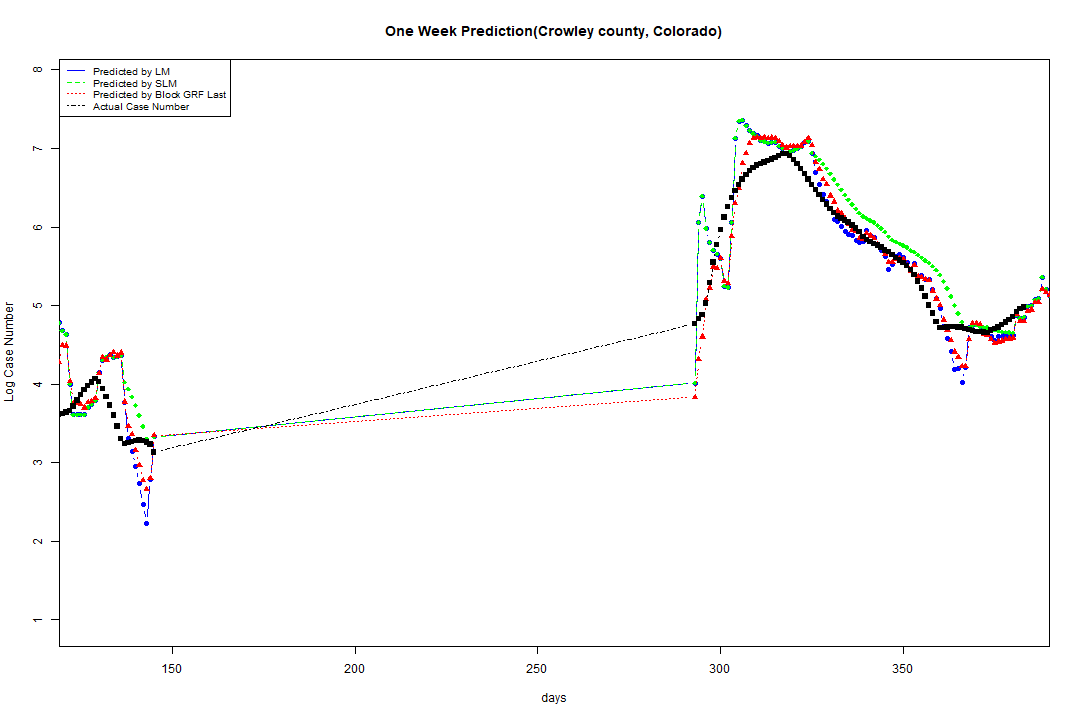 One Week Prediction(Crowley county, Colorado)
Predicted by LM
Predicted by SLM
Predicted by Block GRF Last
Actual Case Number
Log Case Number
8
7
6
5
4
3
2
1
150 200 250 300 350
days